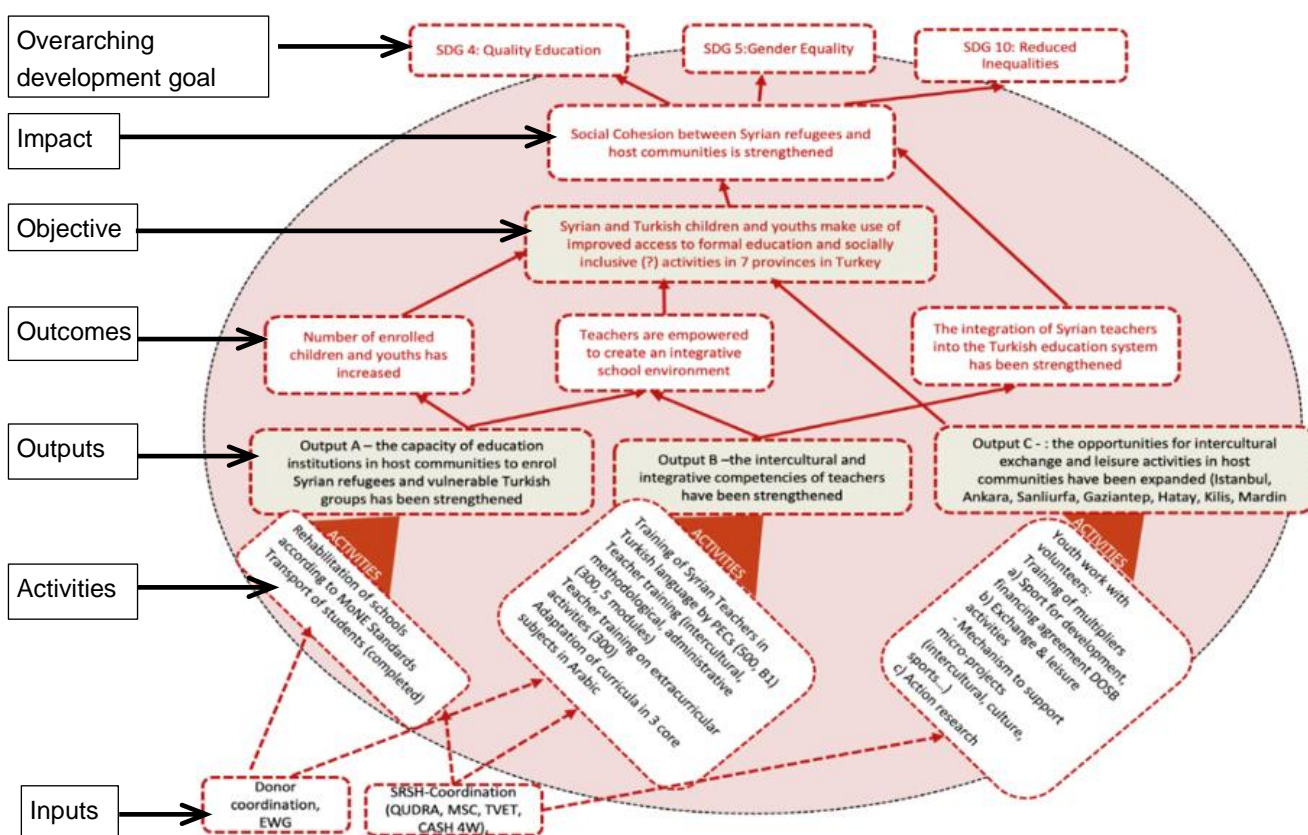 Overarching
development goal
SDG 4: Quality Education
SDG 5:Gender Equality
SDG 10: Reduced
Inequalities
Impact
Social Cohesion between Syrian refugees and
host communities is strengthened
Objective
Syrian and Turkish children and youths make use of
improved access to formal education and socially
inclusive (?) activities in 7 provinces in Turkey
Outcomes
Number of enrolled
children and youths has
increased
Teachers are empowered
to create an integrative
school environment
The integration of Syrian teachers
into the Turkish education system
has been strengthened
Outputs
Output A – the capacity of education
institutions in host communities to enrol
Syrian refugees and vulnerable Turkish
groups has been strengthened
Output B –the intercultural and
integrative competencies of teachers
have been strengthened
Output C - : the opportunities for intercultural
exchange and leisure activities in host
communities have been expanded (Istanbul,
Ankara, Sanliurfa, Gaziantep, Hatay, Kilis, Mardin
Activities
ACTIVITIES
Rehabilitation of schools
according to MoNE Standards
Transport of students (completed)
ACTIVITIES
Training of Syrian Teachers in
Turkish language by PECs (500, B1)
Teacher training (intercultural,
methodological, administrative
(300, 5 modules)
Teacher training on extracurricular
activities (300)
Adaptation of curricula in 3 core
subjects in Arabic
ACTIVITIES
Youth work with
volunteers:
Training of multipliers
a) Sport for development,
financing agreement DOSB
b) Exchange & leisure
activities
- Mechanism to support
micro-projects
(intercultural, culture,
sports...)
c) Action research
Inputs
Donor
coordination,
EWG
SRSH-Coordination
(QUDRA, MSC, TVET,
CASH 4W),